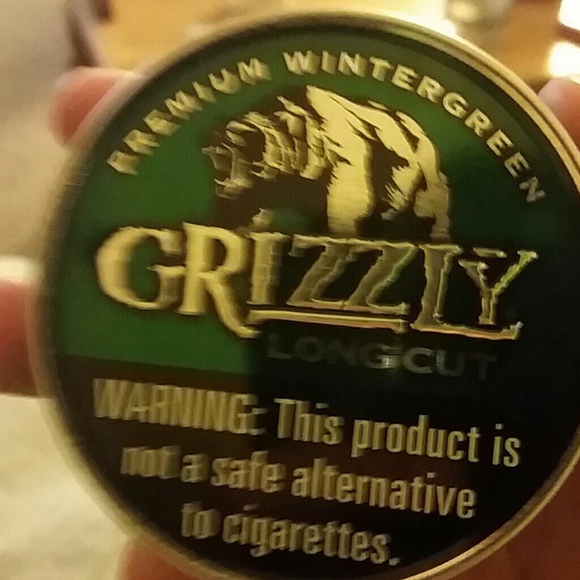 PREMIUM WINTERGREEN
GRIZZLY
LONG CUT
WARNING: This product is
not a safe alternative
to cigarettes.